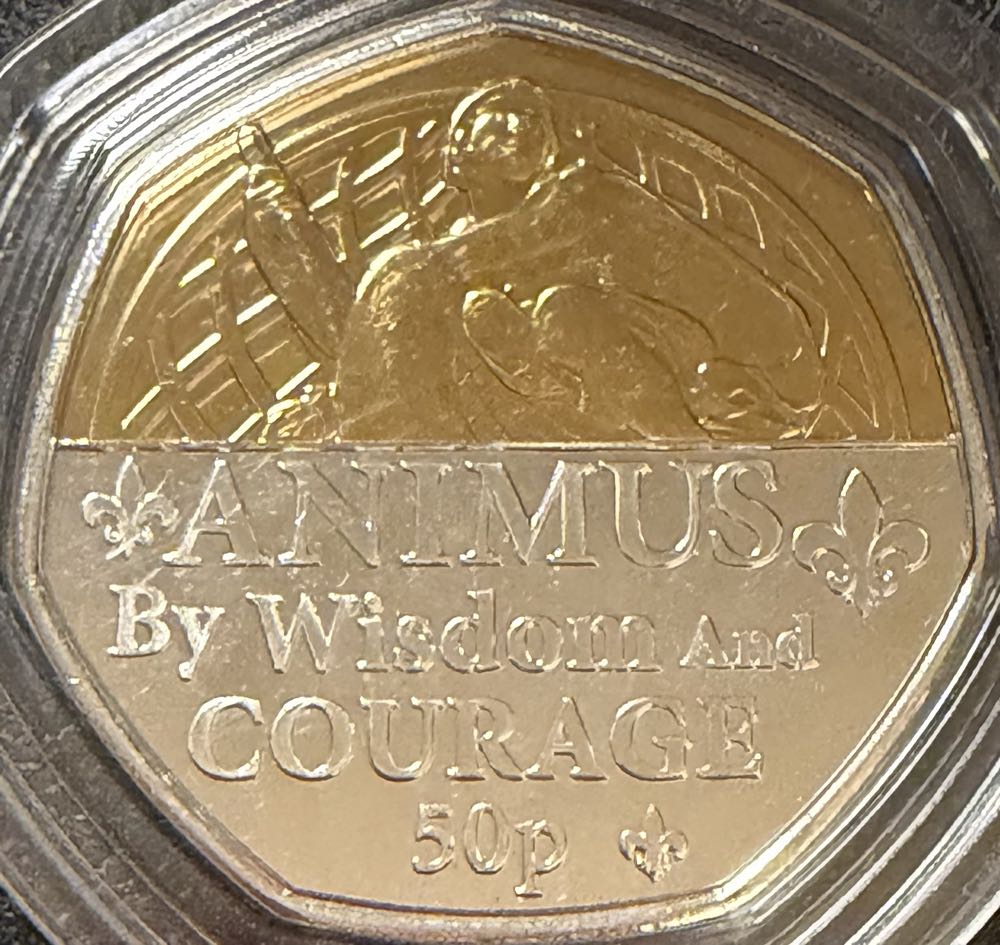 ANIMUS
By Wisdom And
COURAGE
50p